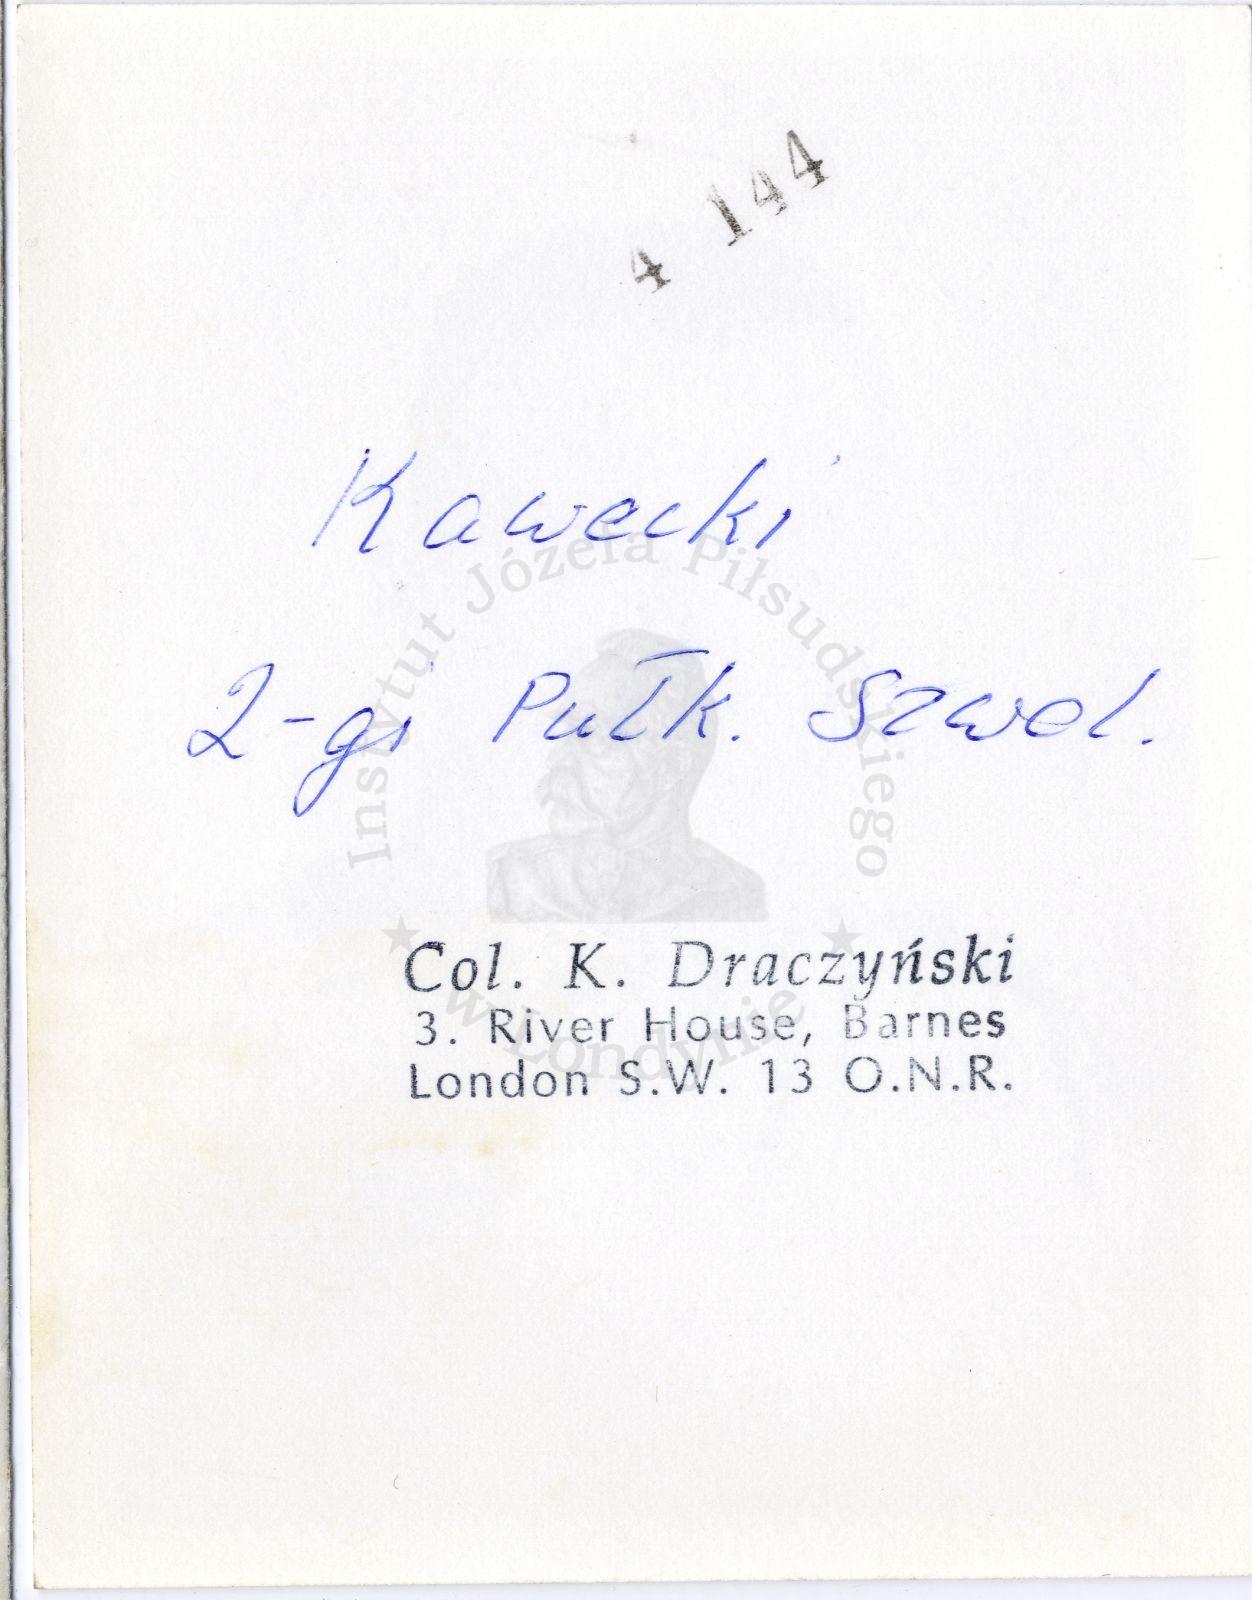 4 144
Kawecki
2-gi Pułk. Szwol.
Instytut Józefa Piłsudskiego
w Londynie
Col. K. Draczyński
3. River House, Barnes
London S.W. 13 O.N.R.